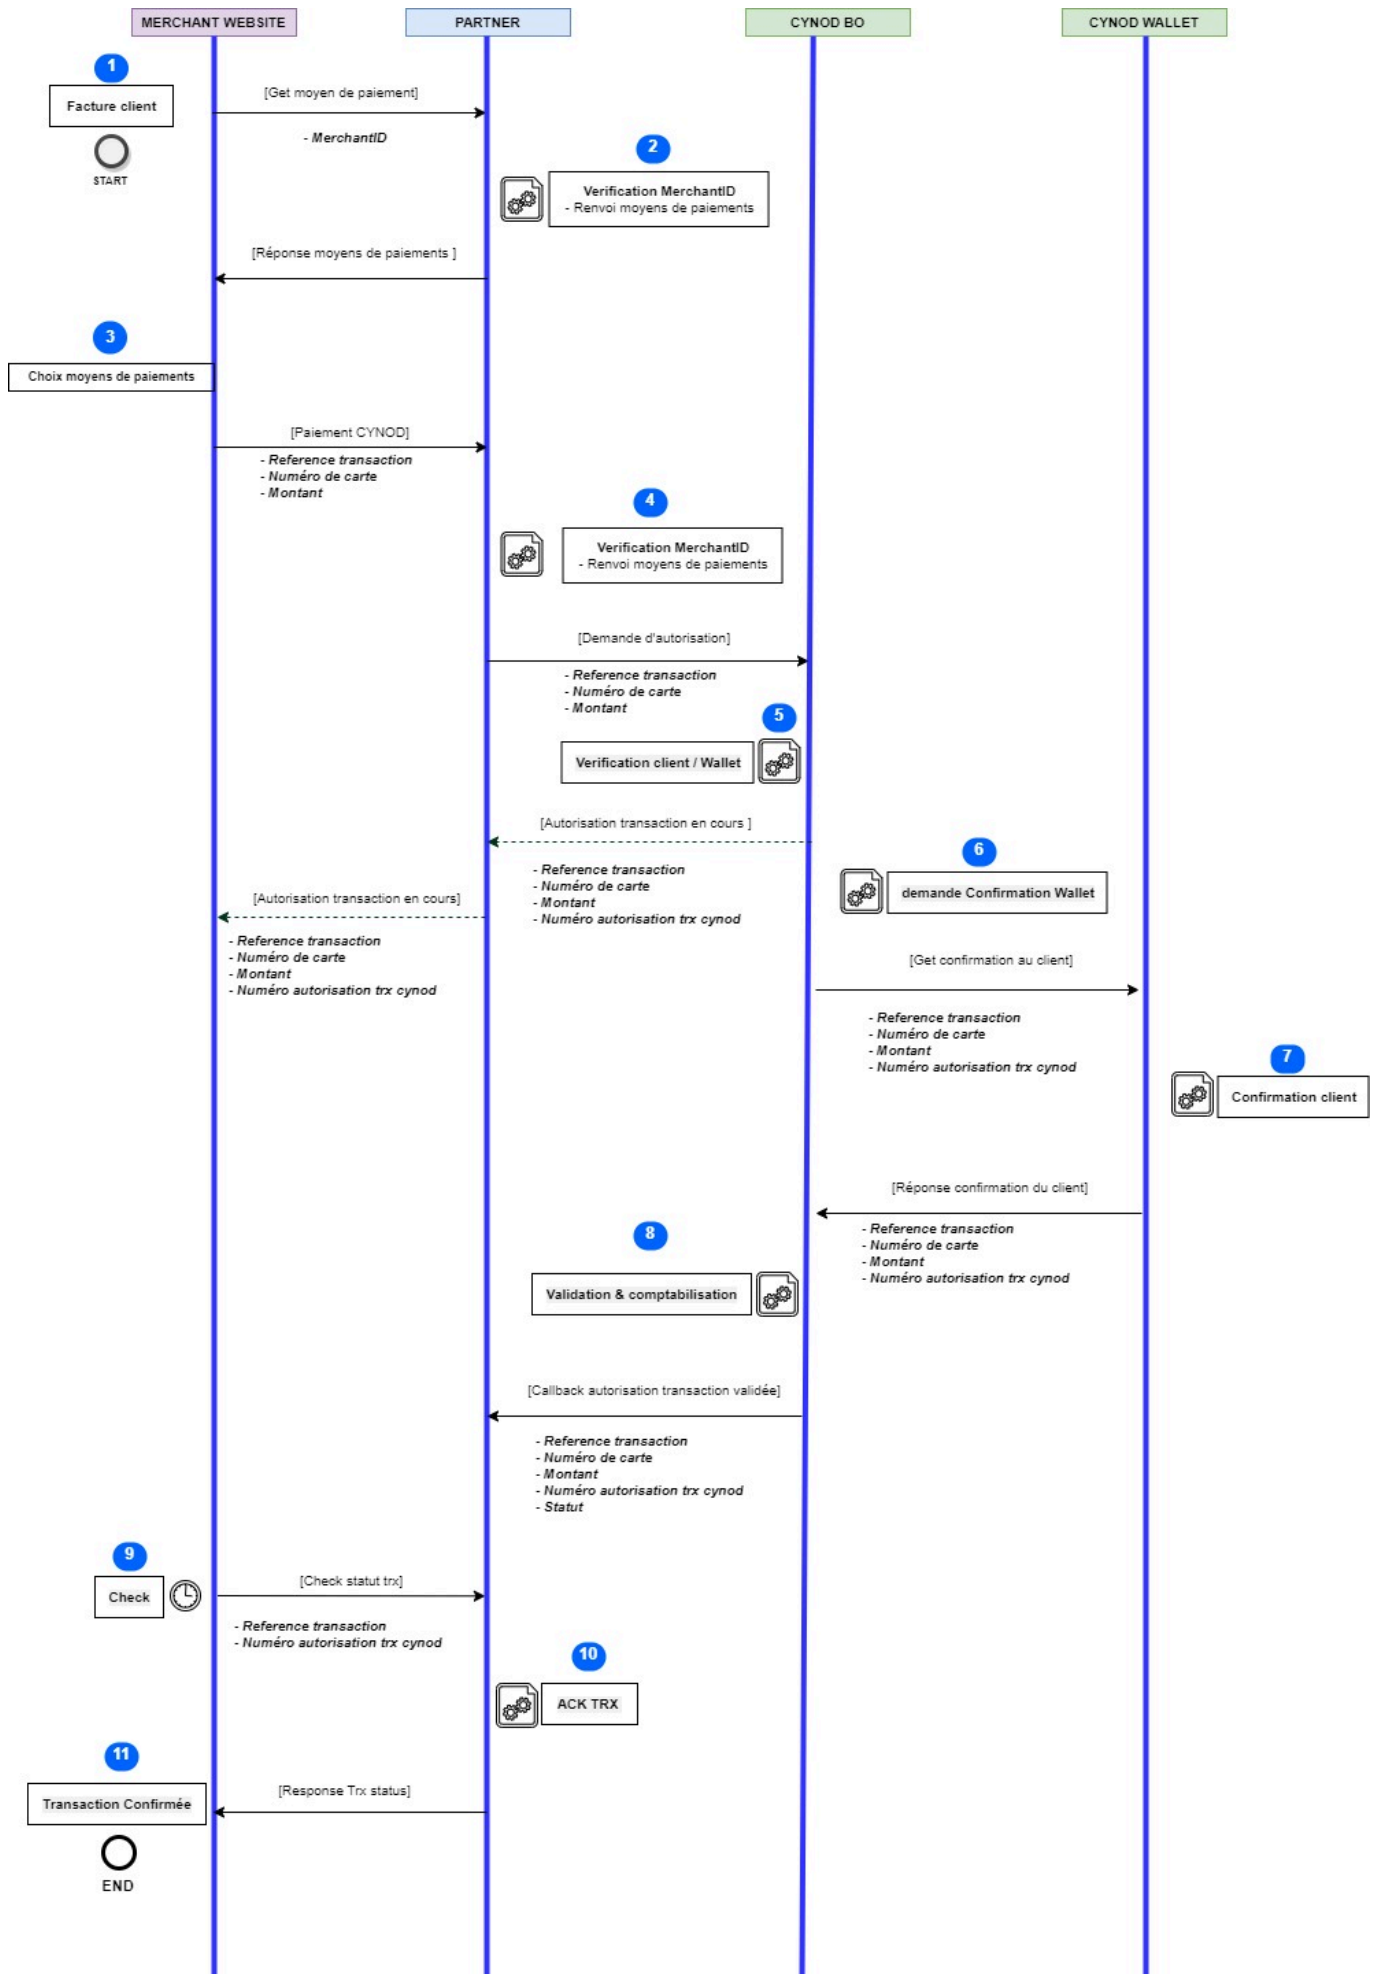 MERCHANT WEBSITE
PARTNER
CYNOD BO
CYNOD WALLET
1
Facture client
START
[Get moyen de paiement]
- MerchantID
2
Verification MerchantID
- Renvoi moyens de paiements
[Réponse moyens de paiements ]
3
Choix moyens de paiements
[Paiement CYNOD]
- Reference transaction
- Numéro de carte
- Montant
4
Verification MerchantID
- Renvoi moyens de paiements
[Demande d'autorisation]
- Reference transaction
- Numéro de carte
- Montant
5
Verification client / Wallet
[Autorisation transaction en cours ]
- Reference transaction
- Numéro de carte
- Montant
- Numéro autorisation trx cynod
[Autorisation transaction en cours]
- Reference transaction
- Numéro de carte
- Montant
- Numéro autorisation trx cynod
6
demande Confirmation Wallet
[Get confirmation au client]
- Reference transaction
- Numéro de carte
- Montant
- Numéro autorisation trx cynod
7
Confirmation client
[Réponse confirmation du client]
- Reference transaction
- Numéro de carte
- Montant
- Numéro autorisation trx cynod
8
Validation & comptabilisation
[Callback autorisation transaction validée]
- Reference transaction
- Numéro de carte
- Montant
- Numéro autorisation trx cynod
- Statut
9
Check
[Check statut trx]
- Reference transaction
- Numéro autorisation trx cynod
10
ACK TRX
11
Transaction Confirmée
[Response Trx status]
END